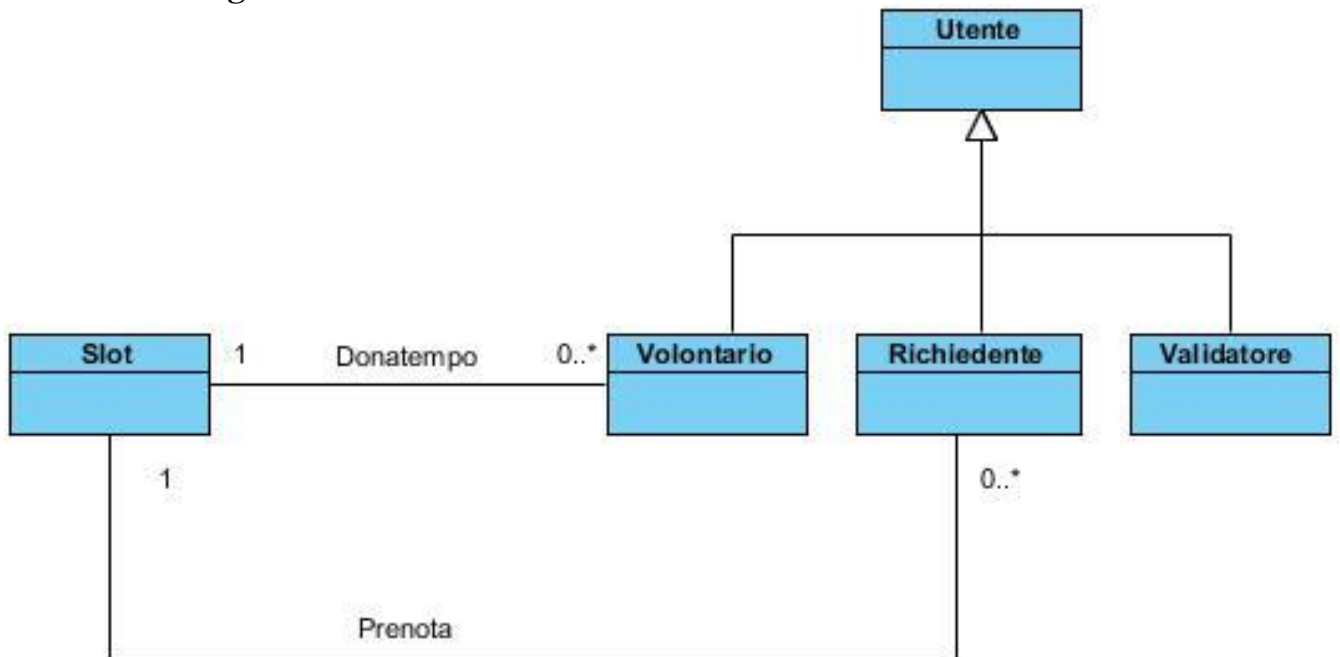 Utente
Slot
1
Donatempo
0..*
Volontario
Richiedente
Validatore
1
0..*
Prenota